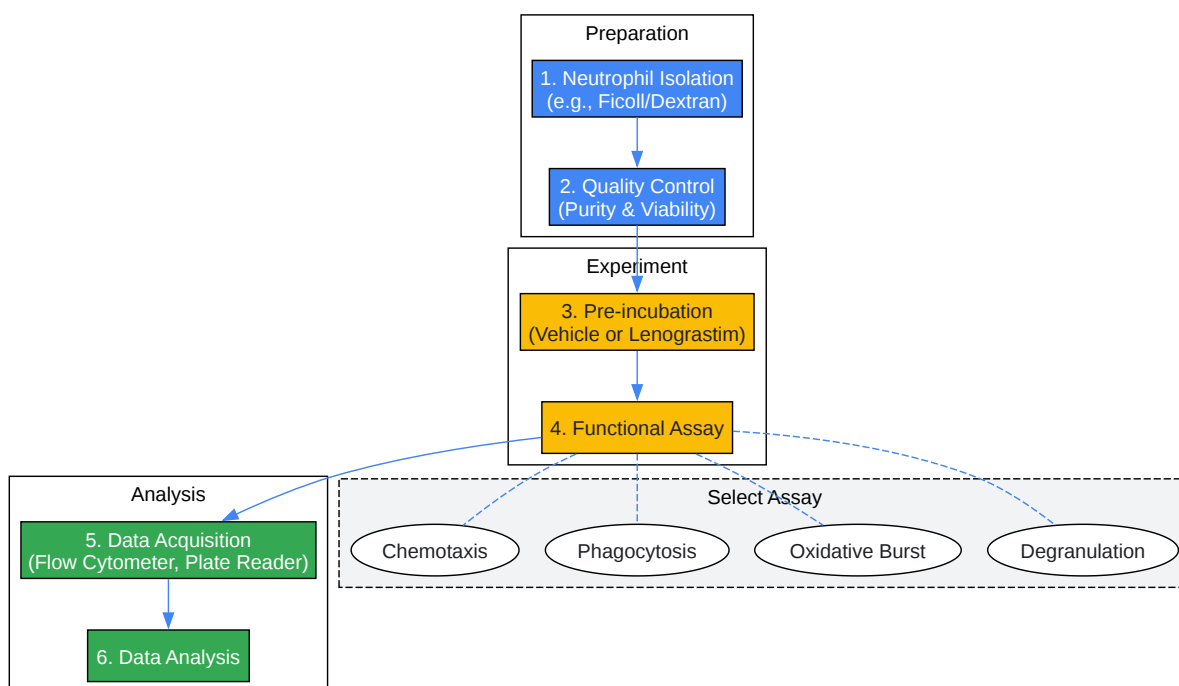 Preparation
1. Neutrophil Isolation
(e.g., Ficoll/Dextran)
2. Quality Control
(Purity & Viability)
Experiment
3. Pre-incubation
(Vehicle or Lenograstim)
4. Functional Assay
Analysis
5. Data Acquisition
(Flow Cytometer, Plate Reader)
6. Data Analysis
Select Assay
Chemotaxis
Phagocytosis
Oxidative Burst
Degranulation